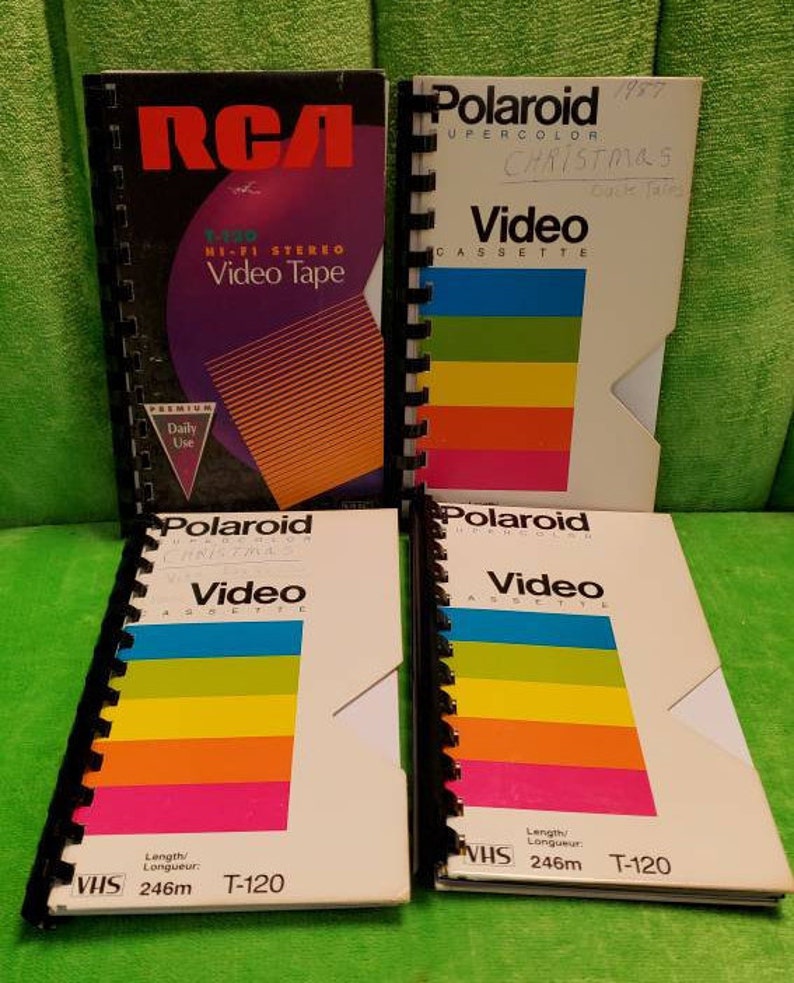 RCA
T-120
HI-FI STEREO
Video Tape
PREMIUM
Daily
Use
Polaroid
1987
SUPERCOLOR
CHRISTMAS
Video
CASSETTE
Polaroid
SUPERCOLOR
CHRISTMAS
Video
CASSETTE
Length/
Longueur:
VHS 246m T-120
Polaroid
SUPERCOLOR
Video
CASSETTE
Length/
Longueur:
VHS 246m T-120